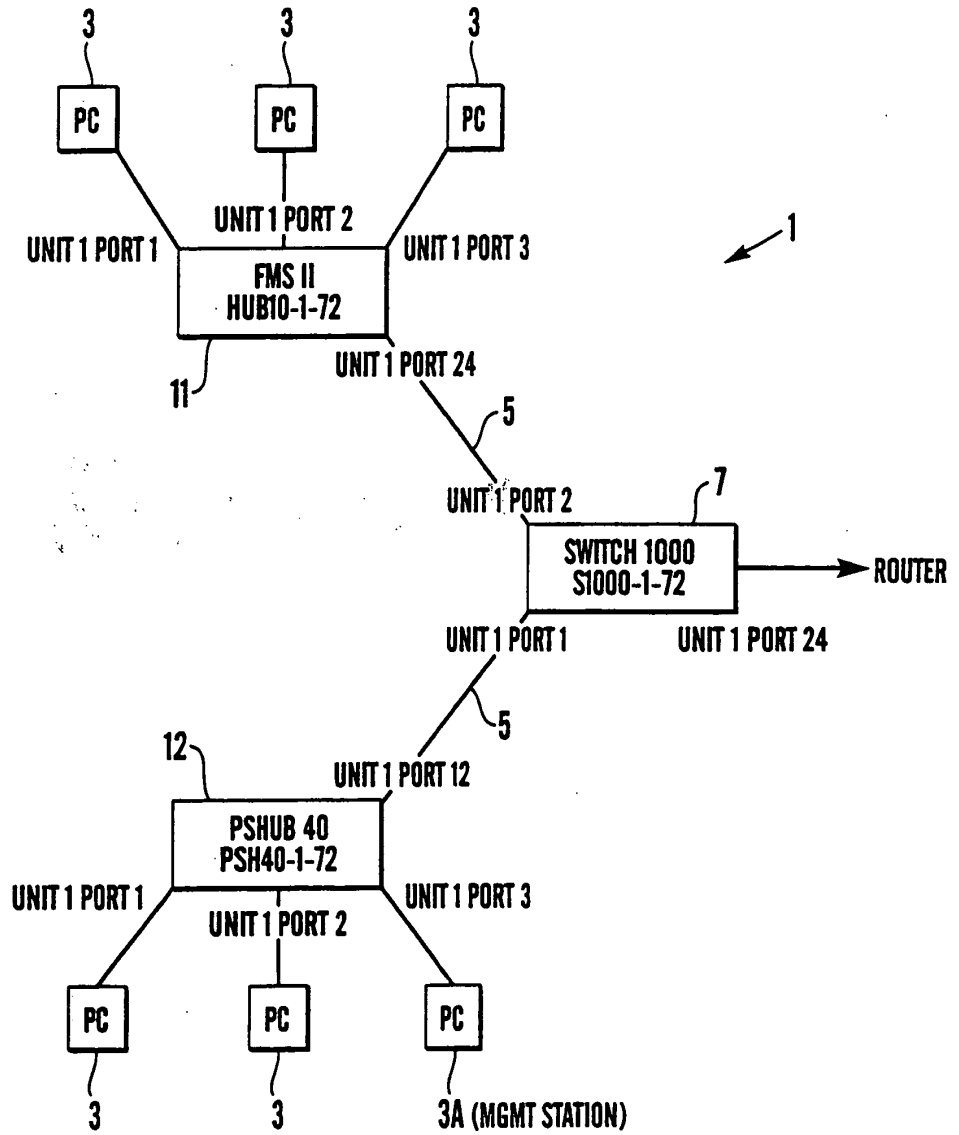 3 3 3
PC PC PC
UNIT 1 PORT 2
UNIT 1 PORT 1
UNIT 1 PORT 3
1
FMS II
HUB10-1-72
UNIT 1 PORT 24
11
5
7
UNIT 1 PORT 2
SWITCH 1000
S1000-1-72
ROUTER
UNIT 1 PORT 1
UNIT 1 PORT 24
5
12
UNIT 1 PORT 12
PSHUB 40
PSH40-1-72
UNIT 1 PORT 1
UNIT 1 PORT 3
UNIT 1 PORT 2
PC PC PC
3 3 3A (MGMT STATION)